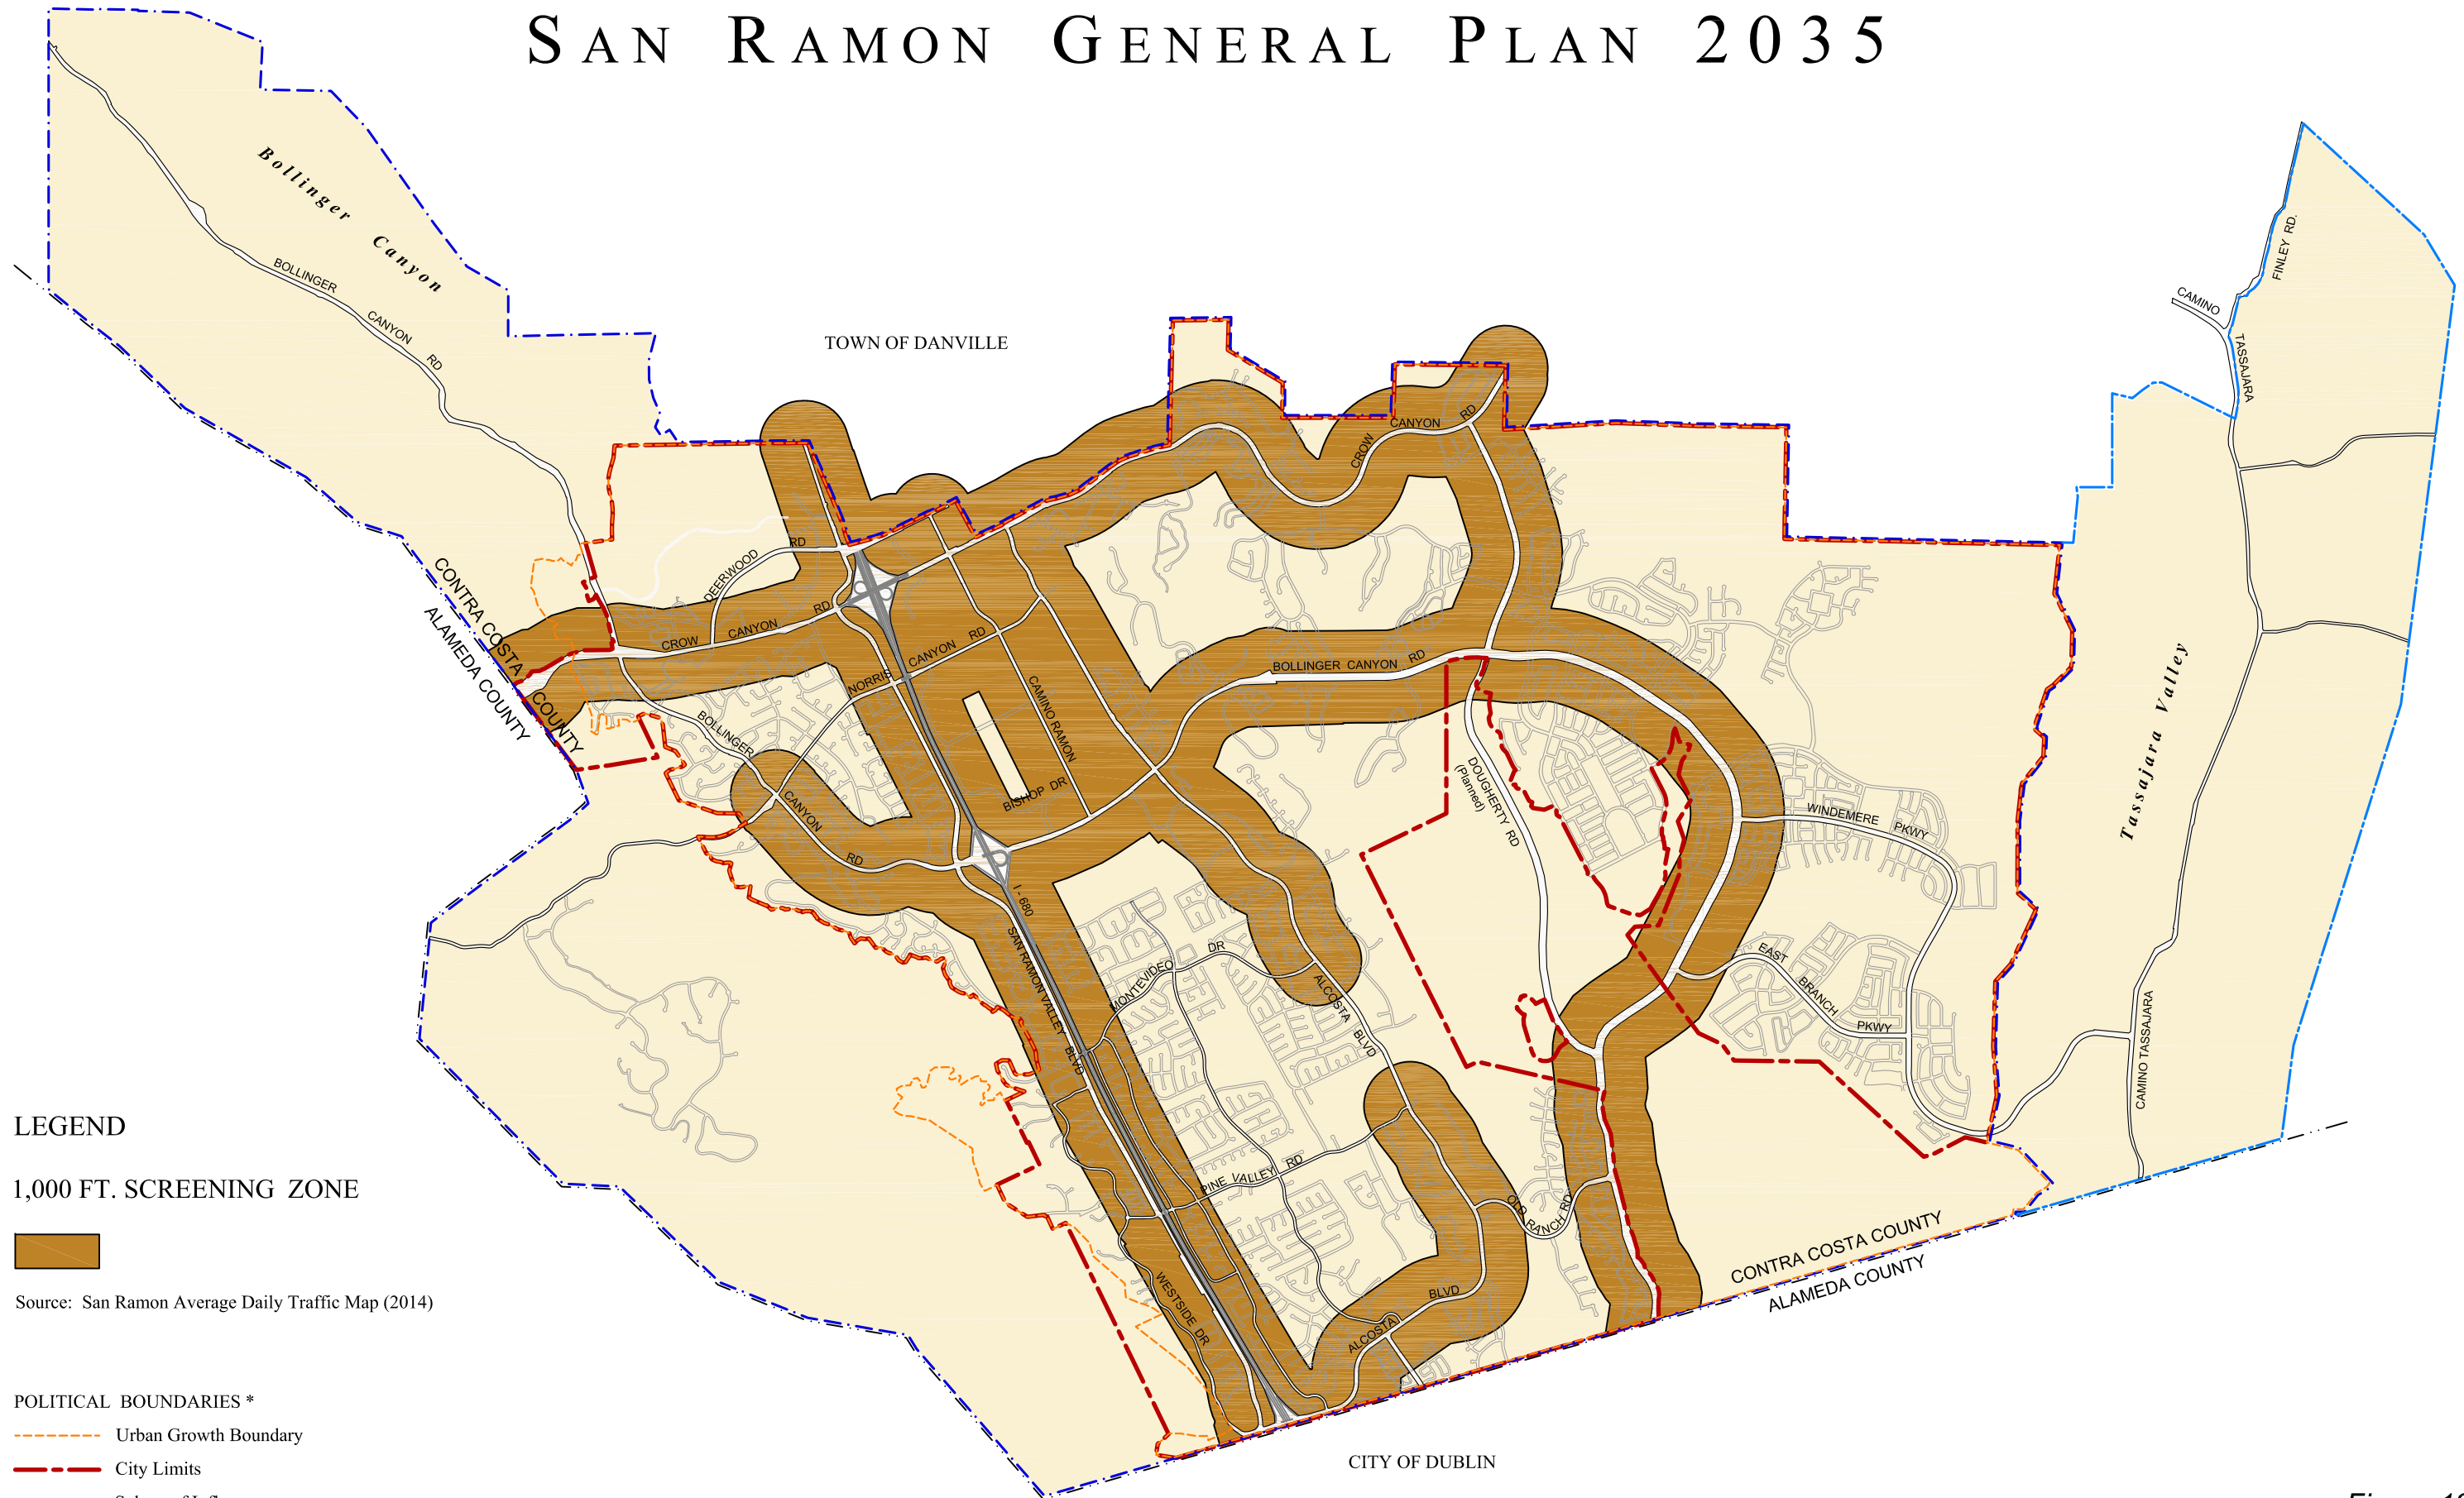 SAN RAMON GENERAL PLAN 2035
Bollinger Canyon
BOLLINGER CANYON RD
TOWN OF DANVILLE
FINLEY RD.
CAMINO TASSAJARA
CROW CANYON RD
DEERWOOD RD
CROW CANYON RD
CONTRA COSTA COUNTY
ALAMEDA COUNTY
NORRIS CANYON RD
CAMINO RAMON
BISHOP DR
BOLLINGER CANYON RD
BOLLINGER CANYON RD
DOUGHERTY RD
(Planned)
WINDEMERE PKWY
EAST BRANCH PKWY
Tassajara Valley
CAMINO TASSAJARA
I - 680
SAN RAMON VALLEY BLVD
MONTEVIDEO DR
ALCOSTA BLVD
PINE VALLEY RD
OLD RANCH RD
WESTSIDE DR
ALCOSTA BLVD
CONTRA COSTA COUNTY
ALAMEDA COUNTY
CITY OF DUBLIN
LEGEND
1,000 FT. SCREENING ZONE
Source: San Ramon Average Daily Traffic Map (2014)
POLITICAL BOUNDARIES *
Urban Growth Boundary
City Limits